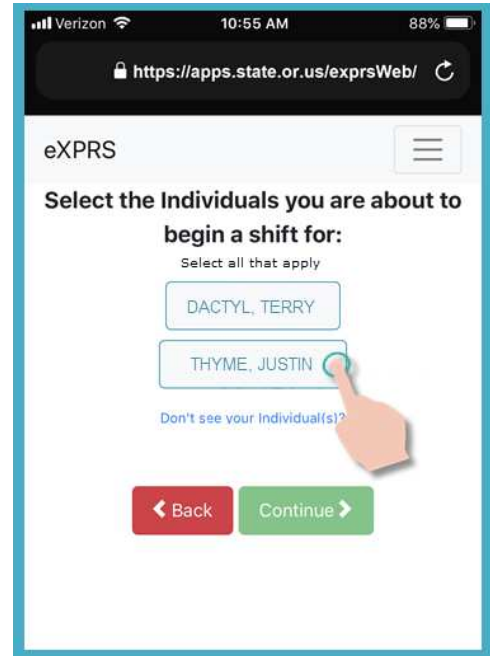 Verizon 10:55 AM 88%
https://apps.state.or.us/exprsWeb/
eXPRS
Select the Individuals you are about to
begin a shift for:
Select all that apply
DACTYL, TERRY
THYME, JUSTIN
Don't see your Individual(s)?
Back Continue